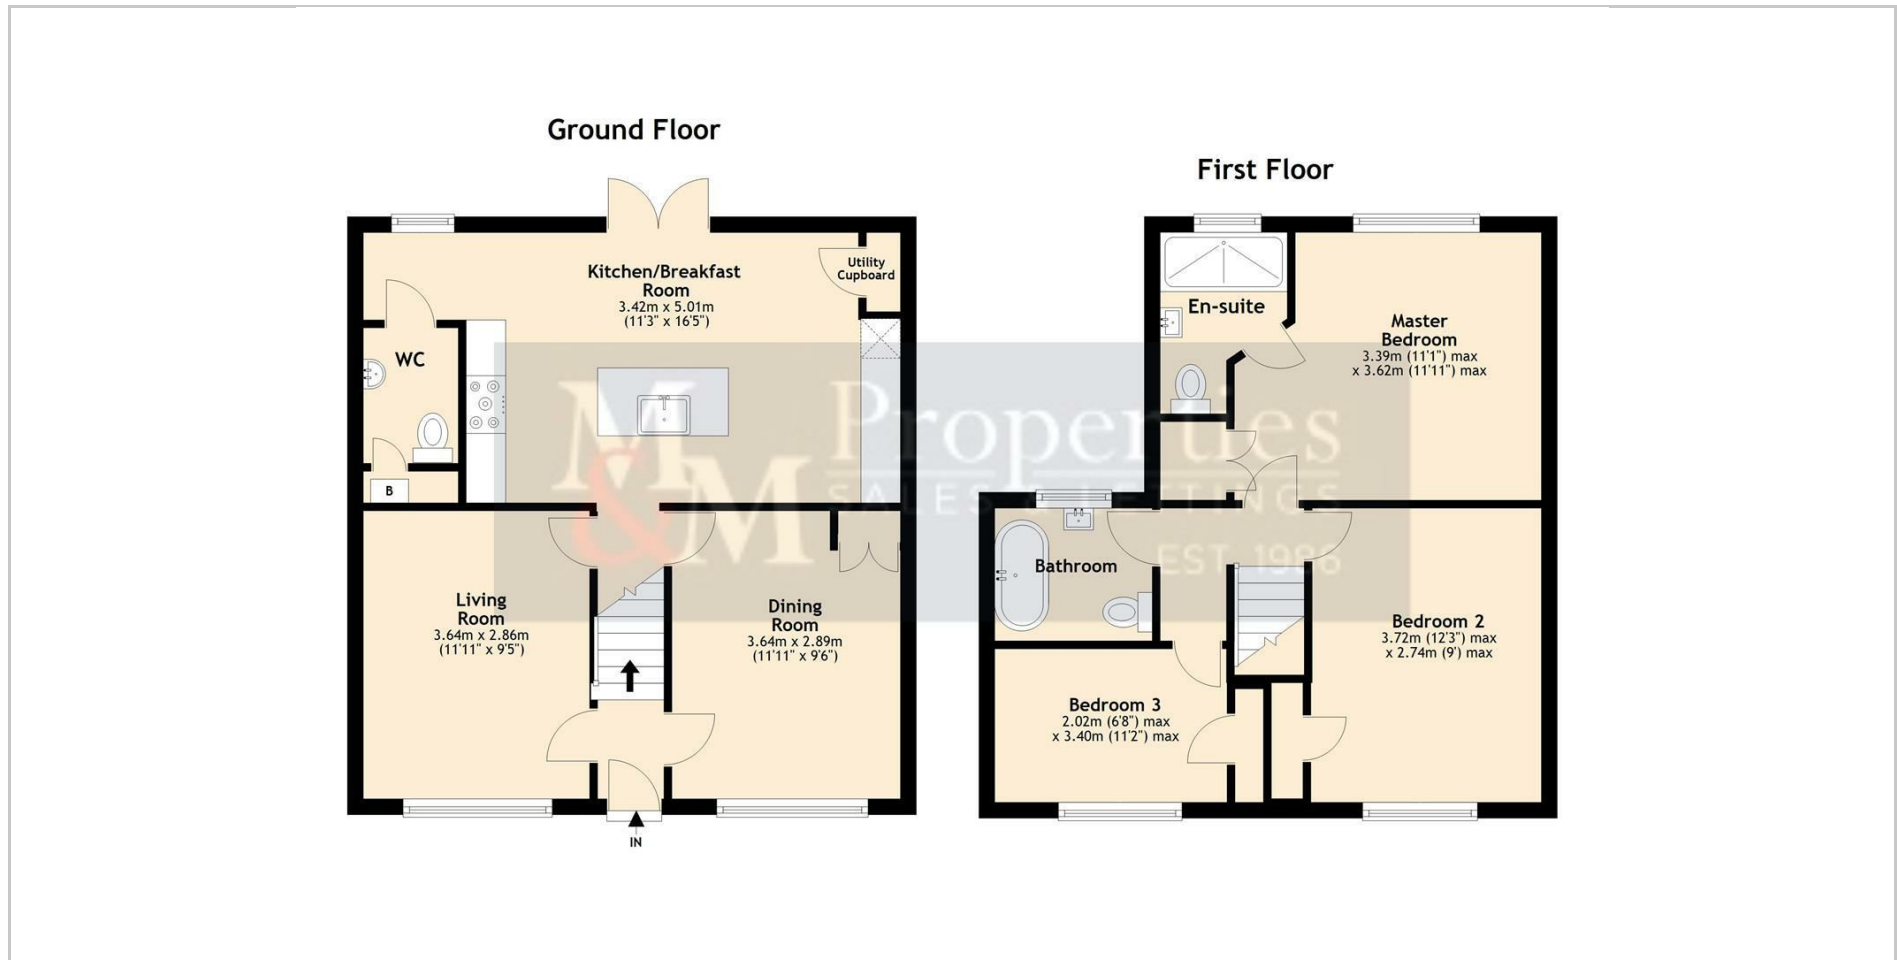 Ground Floor
Kitchen/Breakfast
Room
3.42m x 5.01m
(11'3" x 16'5")
Utility
Cupboard
WC
B
Living
Room
3.64m x 2.86m
(11'11" x 9'5")
Dining
Room
3.64m x 2.89m
(11'11" x 9'6")
IN
First Floor
En-suite
Master
Bedroom
3.39m (11'1") max
x 3.62m (11'11") max
Bathroom
Bedroom 2
3.72m (12'3") max
x 2.74m (9') max
Bedroom 3
2.02m (6'8") max
x 3.40m (11'2") max
M&M Properties
SALES & LETTINGS
EST 1986